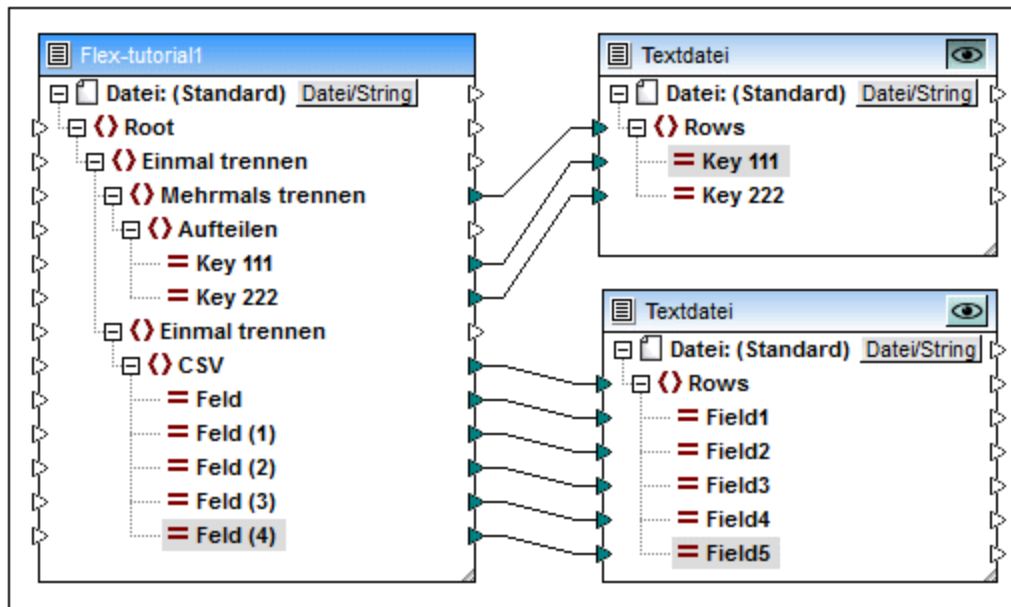 Flex-tutorial1
Datei: (Standard) Datei/String
Root
Einmal trennen
Mehrmals trennen
Aufteilen
Key 111
Key 222
Einmal trennen
CSV
Feld
Feld (1)
Feld (2)
Feld (3)
Feld (4)
Textdatei
Datei: (Standard) Datei/String
Rows
Key 111
Key 222
Textdatei
Datei: (Standard) Datei/String
Rows
Field1
Field2
Field3
Field4
Field5